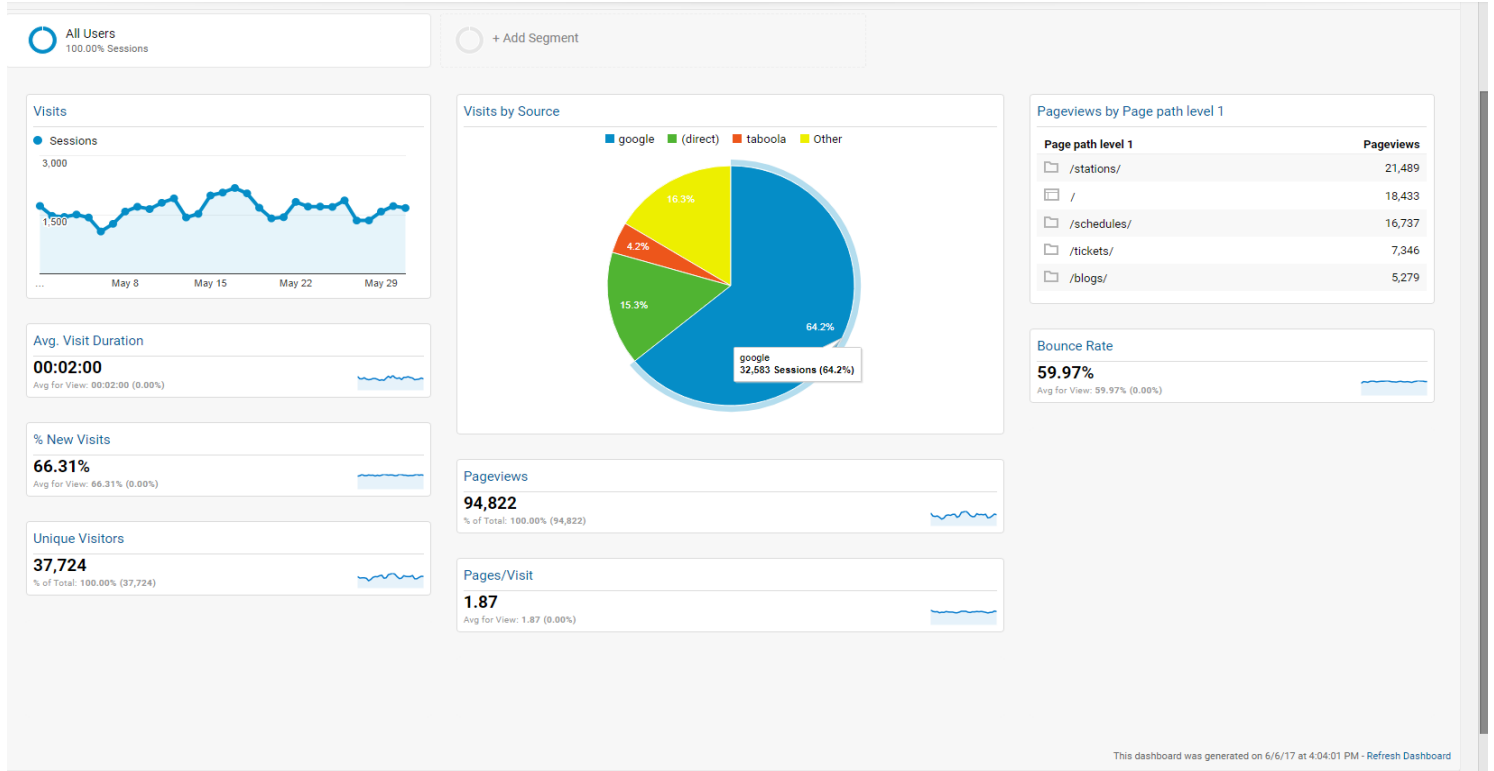 All Users
100.00% Sessions
+ Add Segment
Visits
Sessions
3,000
1,500
...
May 8 May 15 May 22 May 29
Avg. Visit Duration
00:02:00
Avg for View: 00:02:00 (0.00%)
% New Visits
66.31%
Avg for View: 66.31% (0.00%)
Unique Visitors
37,724
% of Total: 100.00% (37,724)
Visits by Source
google (direct) taboola Other
16.3%
4.2%
15.3%
64.2%
google
32,583 Sessions (64.2%)
Pageviews
94,822
% of Total: 100.00% (94,822)
Pages/Visit
1.87
Avg for View: 1.87 (0.00%)
Pageviews by Page path level 1
Page path level 1 Pageviews
/stations/ 21,489
/ 18,433
/schedules/ 16,737
/tickets/ 7,346
/blogs/ 5,279
Bounce Rate
59.97%
Avg for View: 59.97% (0.00%)
This dashboard was generated on 6/6/17 at 4:04:01 PM - Refresh Dashboard